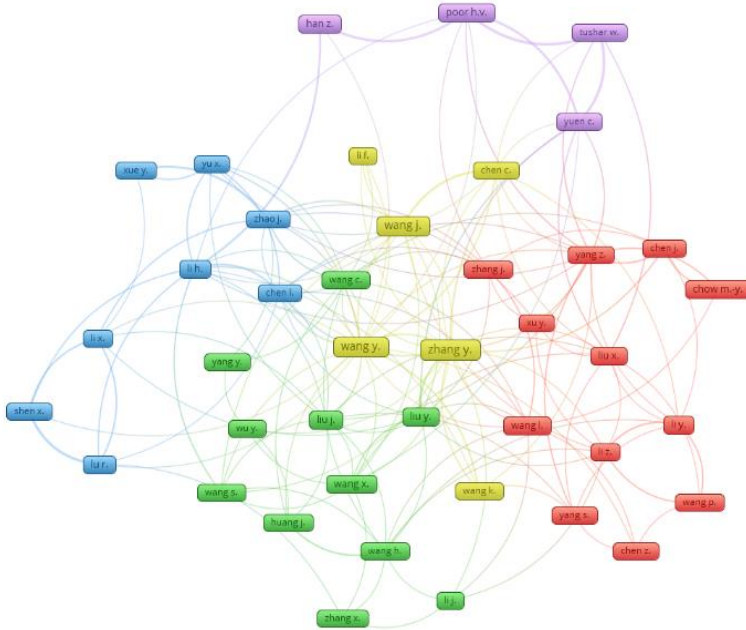 poor h.v.
han z.
tushar w.
yuen c.
li f.
xue y.
yu x.
chen c.
zhao j.
wang j.
chen j.
yang z.
li h.
zhang j.
wang c.
chow m.-y.
chen l.
xu y.
li x.
wang y.
zhang y.
liu x.
yang y.
shen x.
liu j.
liu y.
wang l.
li y.
wu y.
li z.
lu r.
wang x.
wang s.
wang k.
wang p.
yang s.
huang j.
wang h.
chen z.
li j.
zhang x.